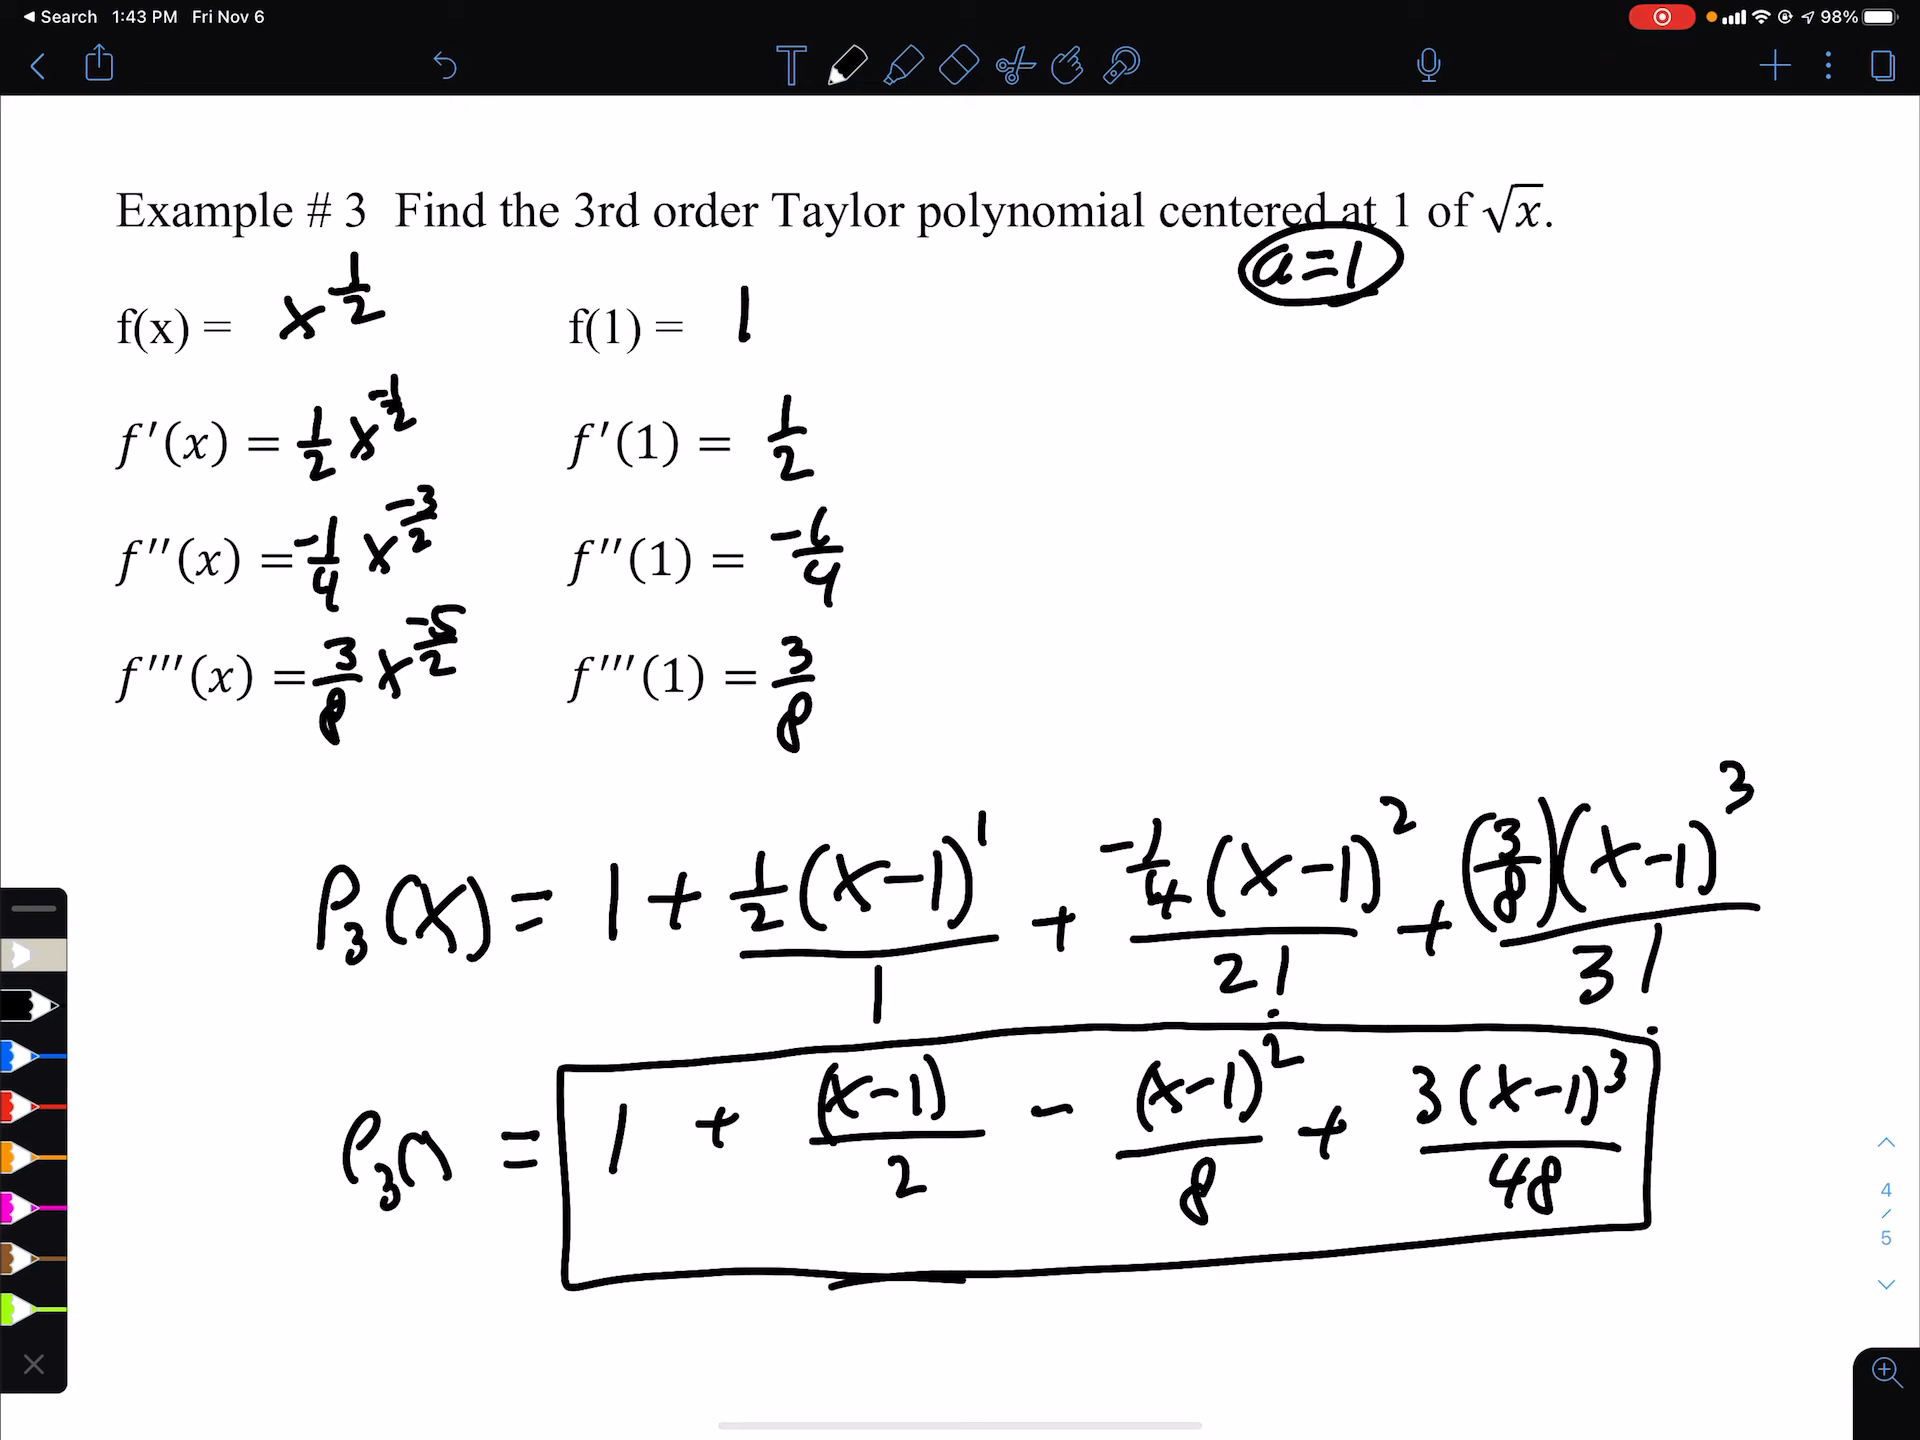 Search 1:43 PM Fri Nov 6 98%
T
Example # 3 Find the 3rd order Taylor polynomial centered at 1 of √x.
a=1
f(x) = x^{1/2} f(1) = 1
f′(x) = 1/2 x^{-1/2} f′(1) = 1/2
f″(x) = -1/4 x^{-3/2} f″(1) = -1/4
f‴(x) = 3/8 x^{-5/2} f‴(1) = 3/8
P₃(x) = 1 + 1/2(x-1)^1/1 + -1/4(x-1)^2/2! + (3/8)(x-1)^3/3!
P₃(x) = 1 + (x-1)/2 - (x-1)^2/8 + 3(x-1)^3/48
4
/
5